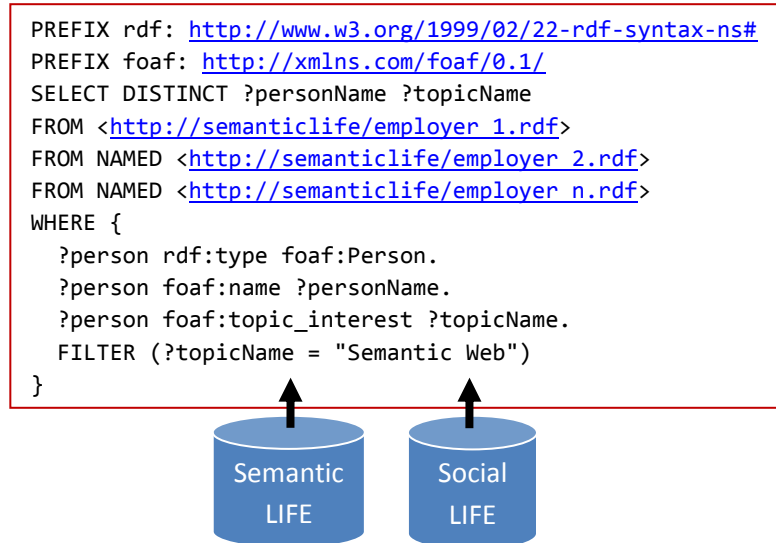 PREFIX rdf: http://www.w3.org/1999/02/22-rdf-syntax-ns#
PREFIX foaf: http://xmlns.com/foaf/0.1/
SELECT DISTINCT ?personName ?topicName
FROM <http://semanticlife/employer_1.rdf>
FROM NAMED <http://semanticlife/employer_2.rdf>
FROM NAMED <http://semanticlife/employer_n.rdf>
WHERE {
?person rdf:type foaf:Person.
?person foaf:name ?personName.
?person foaf:topic_interest ?topicName.
FILTER (?topicName = "Semantic Web")
}
Semantic
LIFE
Social
LIFE